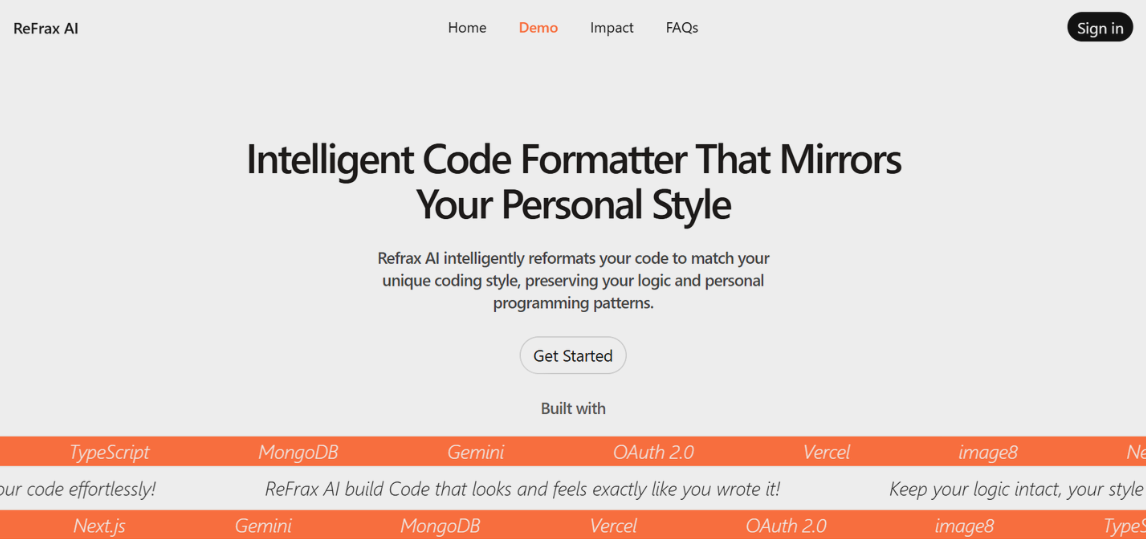 ReFrax AI Home Demo Impact FAQs Sign in
Intelligent Code Formatter That Mirrors
Your Personal Style
Refrax AI intelligently reformats your code to match your
unique coding style, preserving your logic and personal
programming patterns.
Get Started
Built with
TypeScript MongoDB Gemini OAuth 2.0 Vercel image8 Ne
our code effortlessly! ReFrax AI build Code that looks and feels exactly like you wrote it! Keep your logic intact, your style
Next.js Gemini MongoDB Vercel OAuth 2.0 image8 TypeS